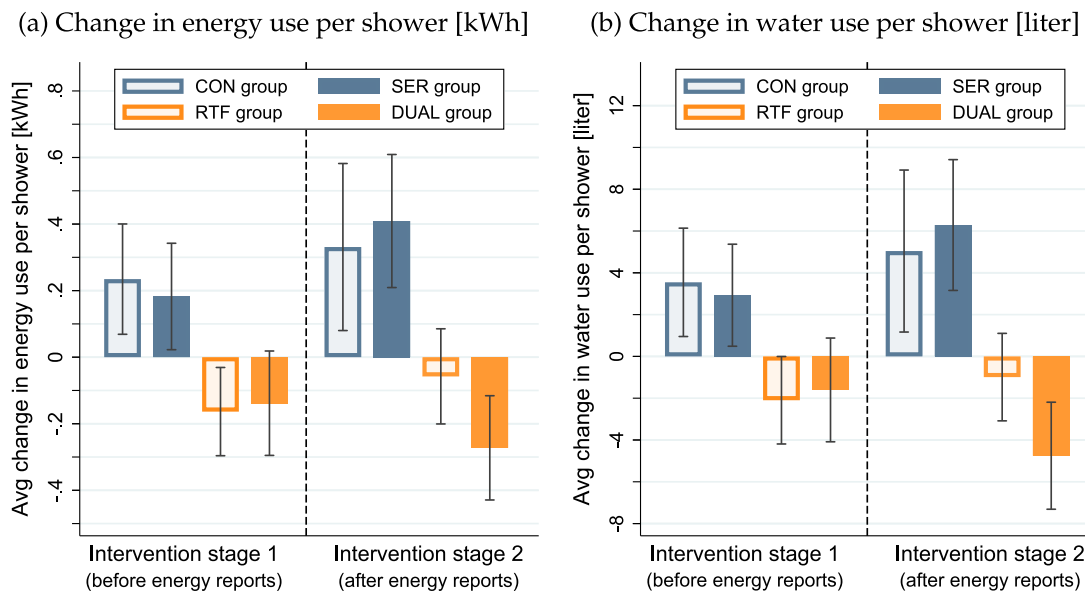 (a) Change in energy use per shower [kWh]
CON group
SER group
RTF group
DUAL group
Avg change in energy use per shower [kWh]
.8
.6
.4
.2
0
-.2
-.4
Intervention stage 1
(before energy reports)
Intervention stage 2
(after energy reports)
(b) Change in water use per shower [liter]
CON group
SER group
RTF group
DUAL group
Avg change in water use per shower [liter]
12
8
4
0
-4
-8
Intervention stage 1
(before energy reports)
Intervention stage 2
(after energy reports)